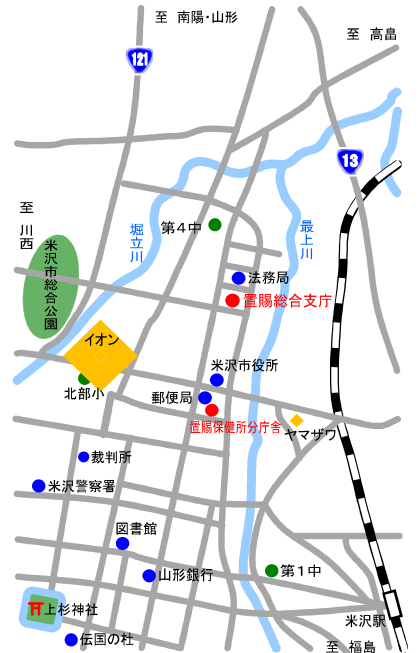 至　南陽・山形
至　高畠
121
13
至　川西
米沢市総合公園
堀立川
第４中
最上川
法務局
置賜総合支庁
イオン
米沢市役所
北部小
郵便局
置賜保健所分庁舎
ヤマザワ
裁判所
米沢警察署
図書館
山形銀行
第１中
上杉神社
米沢駅
伝国の杜
至　福島